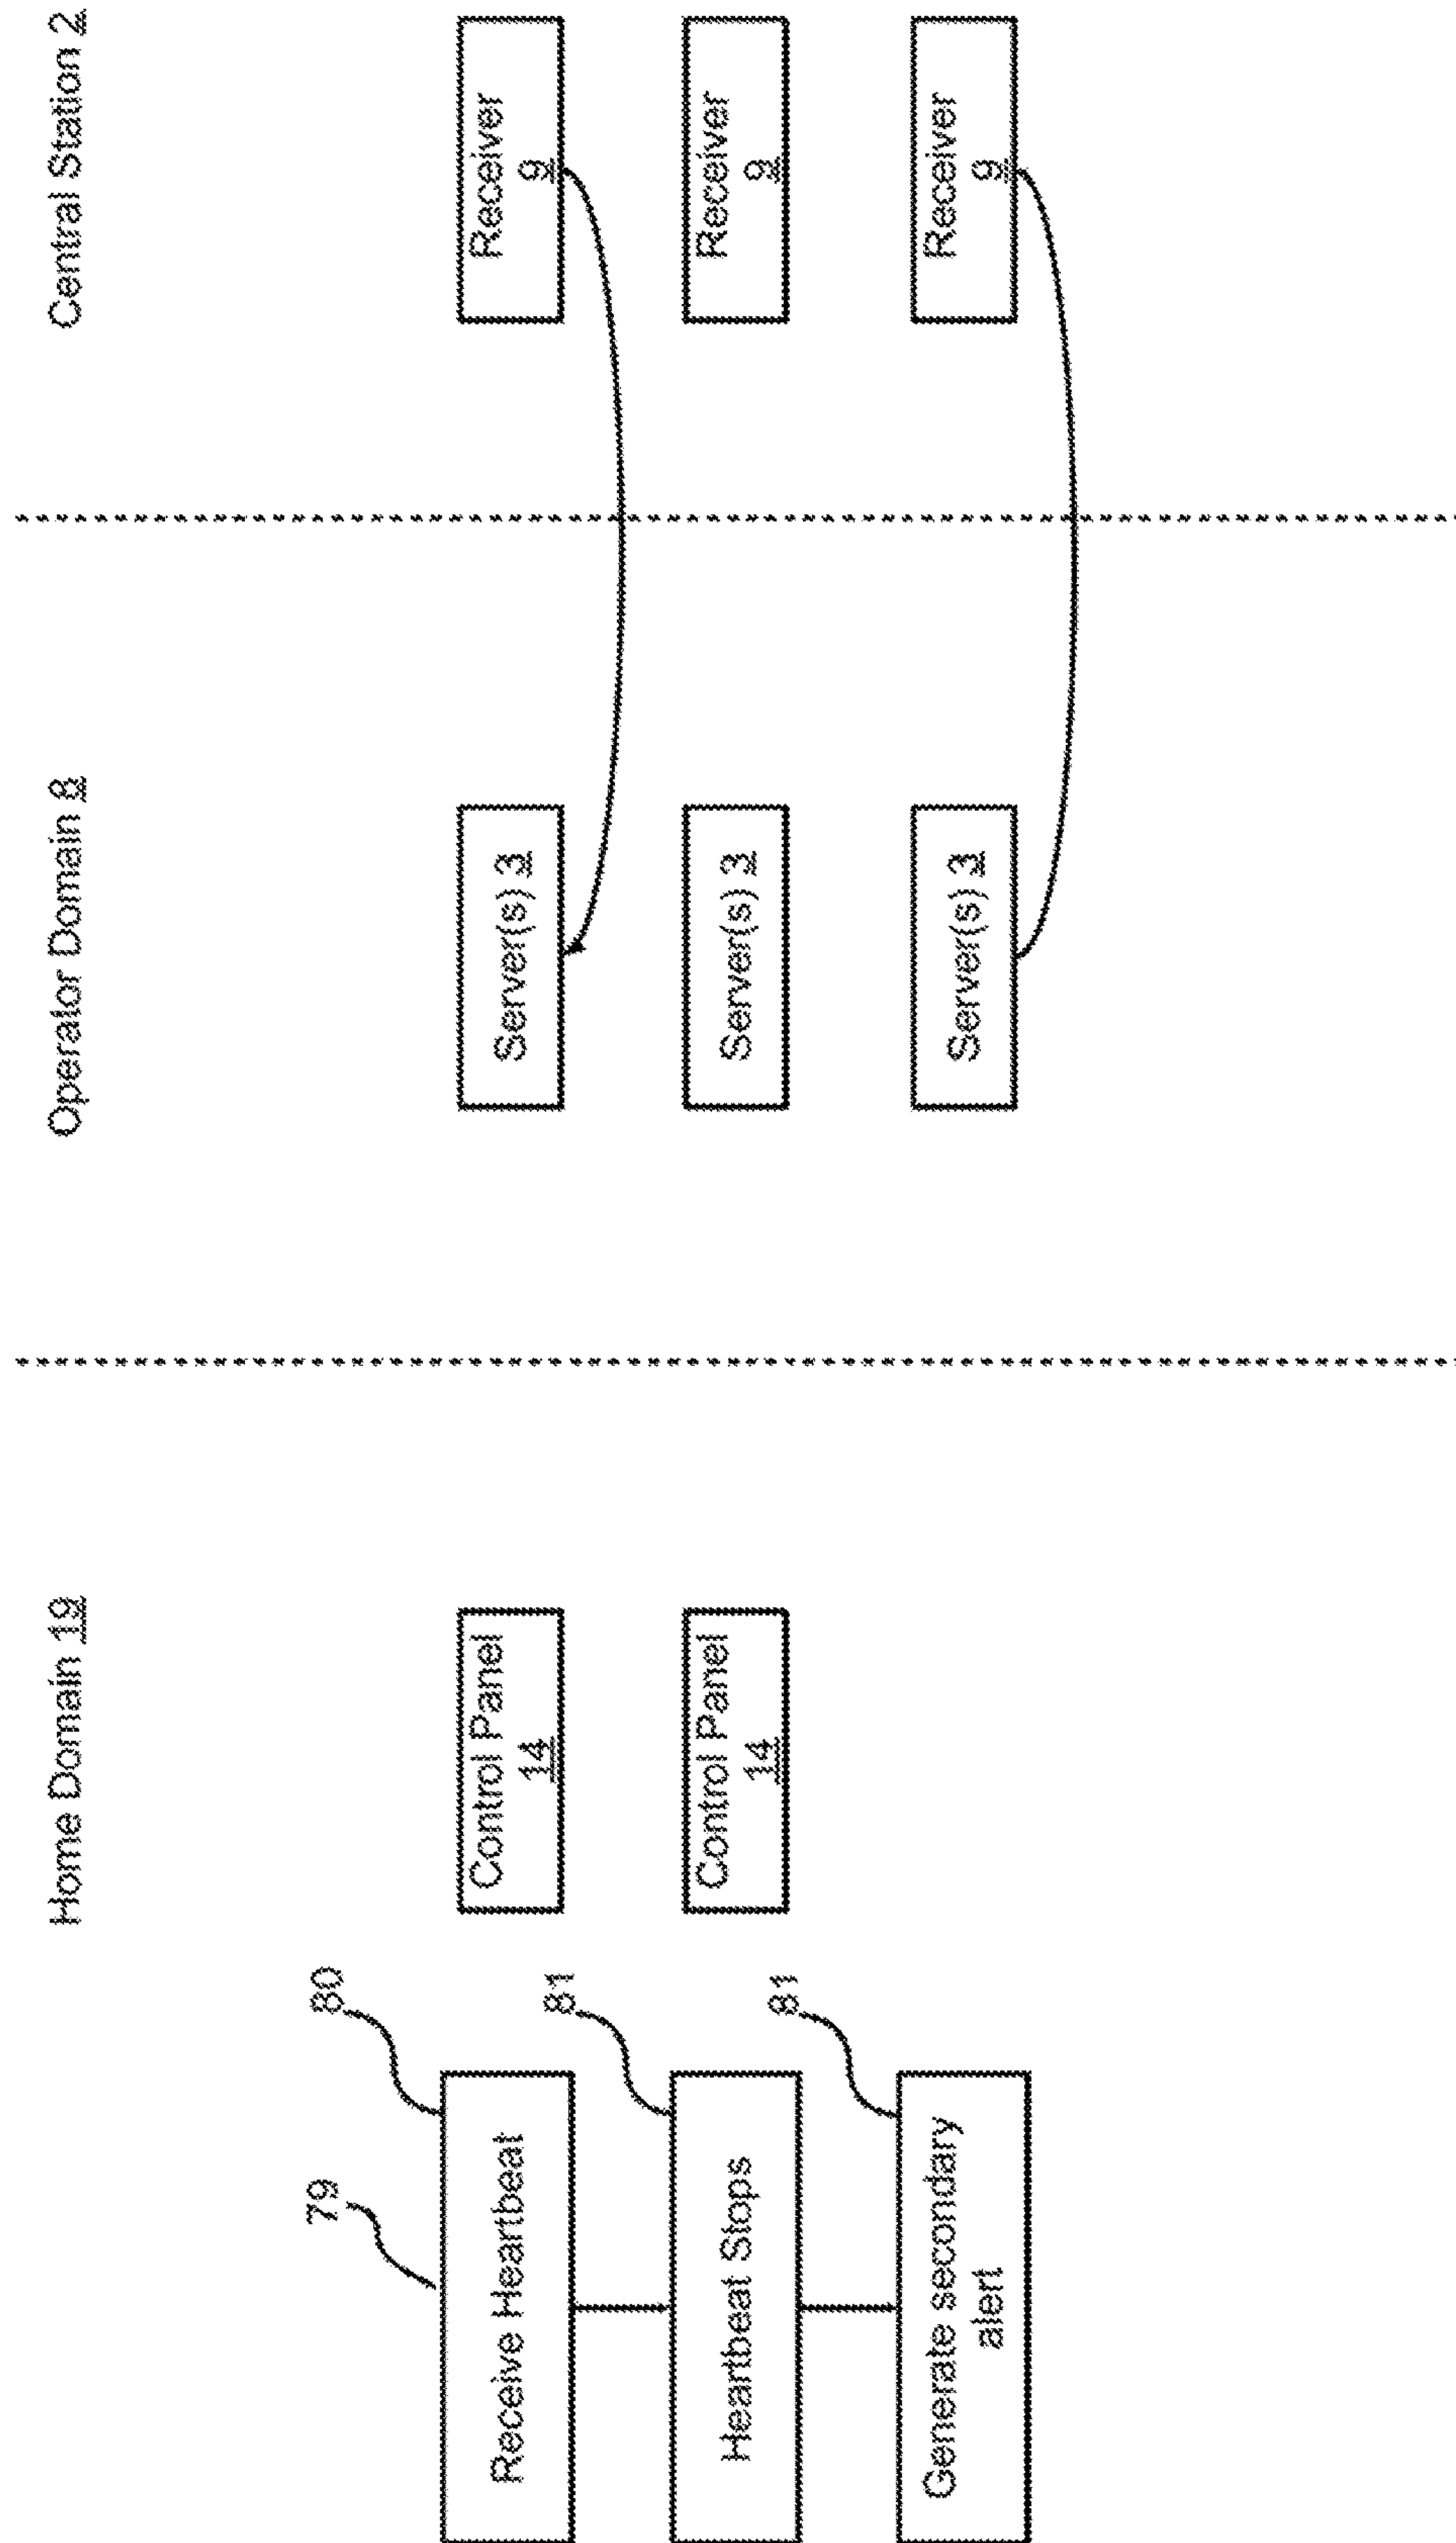 Home Domain 19
Operator Domain 8
Central Station 2
79
80
Receive Heartbeat
Control Panel
14
Server(s) 3
Receiver
9
81
Heartbeat Stops
Control Panel
14
Server(s) 3
Receiver
9
81
Generate secondary
alert
Server(s) 3
Receiver
9